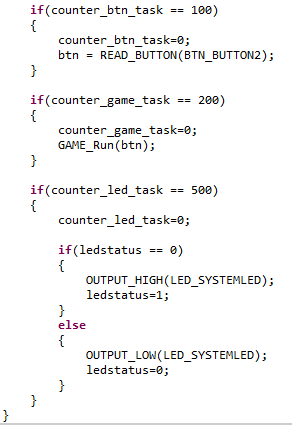 if(counter_btn_task == 100)
{
counter_btn_task=0;
btn = READ_BUTTON(BTN_BUTTON2);
}
if(counter_game_task == 200)
{
counter_game_task=0;
GAME_Run(btn);
}
if(counter_led_task == 500)
{
counter_led_task=0;
if(ledstatus == 0)
{
OUTPUT_HIGH(LED_SYSTEMLED);
ledstatus=1;
}
else
{
OUTPUT_LOW(LED_SYSTEMLED);
ledstatus=0;
}
}
}